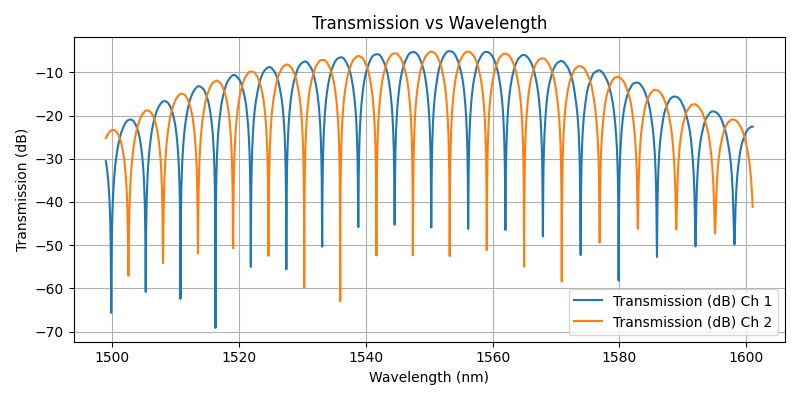 Transmission vs Wavelength
Transmission (dB)
−10
−20
−30
−40
−50
−60
−70
1500
1520
1540
1560
1580
1600
Wavelength (nm)
Transmission (dB) Ch 1
Transmission (dB) Ch 2